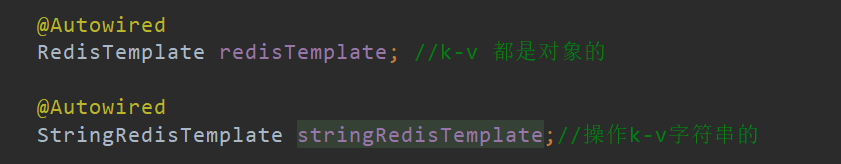 @Autowired
RedisTemplate redisTemplate; //k-v 都是对象的
@Autowired
StringRedisTemplate stringRedisTemplate;//操作k-v字符串的